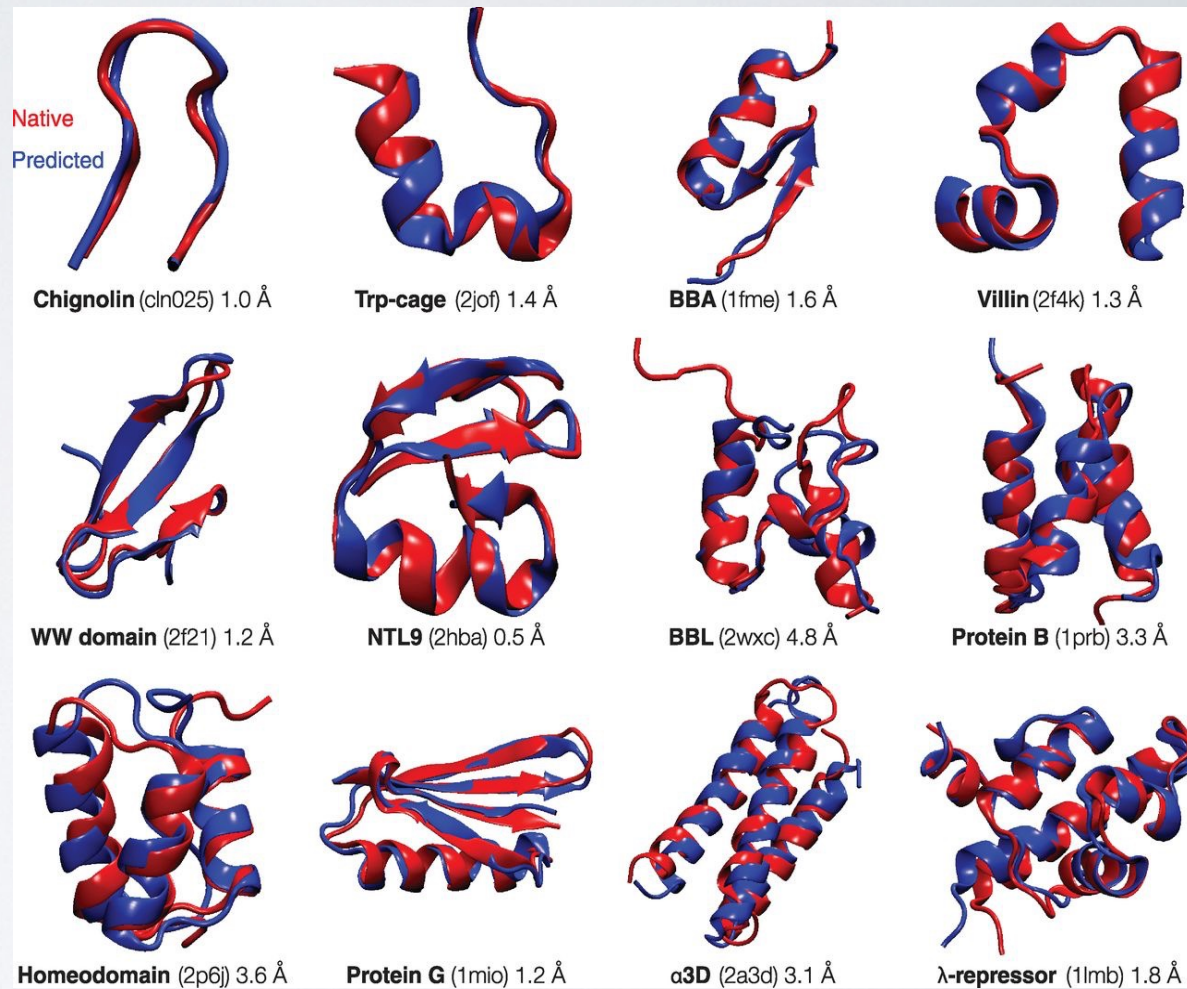 Native
Predicted
Chignolin (cln025) 1.0 Å
Trp-cage (2jof) 1.4 Å
BBA (1fme) 1.6 Å
Villin (2f4k) 1.3 Å
WW domain (2f21) 1.2 Å
NTL9 (2hba) 0.5 Å
BBL (2wxc) 4.8 Å
Protein B (1prb) 3.3 Å
Homeodomain (2p6j) 3.6 Å
Protein G (1mio) 1.2 Å
α3D (2a3d) 3.1 Å
λ-repressor (1lmb) 1.8 Å